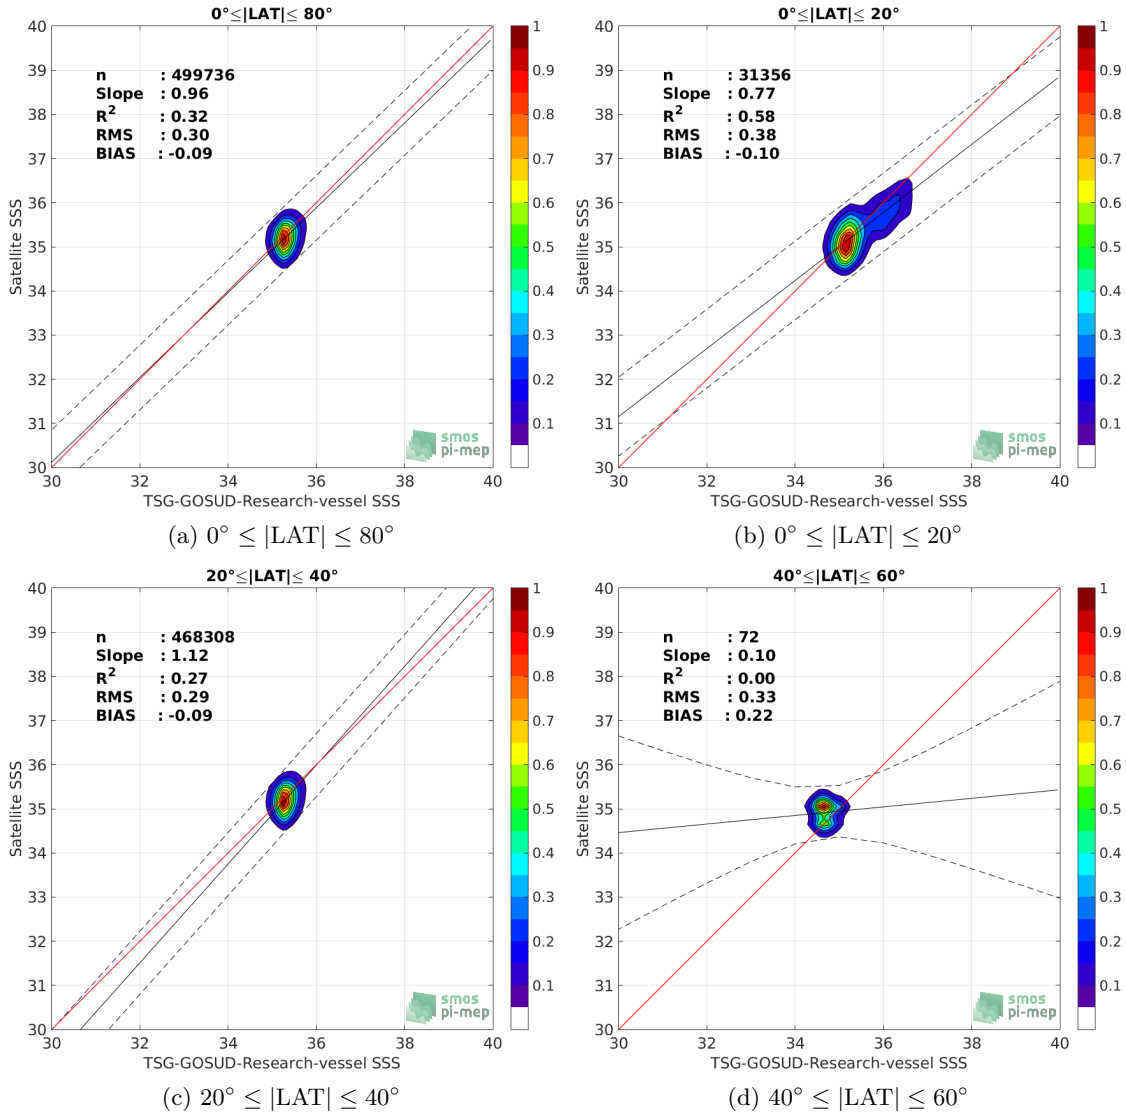 0°≤|LAT|≤ 80°
n : 499736
Slope : 0.96
R² : 0.32
RMS : 0.30
BIAS : -0.09
Satellite SSS
40
39
38
37
36
35
34
33
32
31
30
30 32 34 36 38 40
TSG-GOSUD-Research-vessel SSS
1
0.9
0.8
0.7
0.6
0.5
0.4
0.3
0.2
0.1
smos
pi-mep
(a) 0° ≤ |LAT| ≤ 80°
0°≤|LAT|≤ 20°
n : 31356
Slope : 0.77
R² : 0.58
RMS : 0.38
BIAS : -0.10
Satellite SSS
40
39
38
37
36
35
34
33
32
31
30
30 32 34 36 38 40
TSG-GOSUD-Research-vessel SSS
1
0.9
0.8
0.7
0.6
0.5
0.4
0.3
0.2
0.1
smos
pi-mep
(b) 0° ≤ |LAT| ≤ 20°
20°≤|LAT|≤ 40°
n : 468308
Slope : 1.12
R² : 0.27
RMS : 0.29
BIAS : -0.09
Satellite SSS
40
39
38
37
36
35
34
33
32
31
30
30 32 34 36 38 40
TSG-GOSUD-Research-vessel SSS
1
0.9
0.8
0.7
0.6
0.5
0.4
0.3
0.2
0.1
smos
pi-mep
(c) 20° ≤ |LAT| ≤ 40°
40°≤|LAT|≤ 60°
n : 72
Slope : 0.10
R² : 0.00
RMS : 0.33
BIAS : 0.22
Satellite SSS
40
39
38
37
36
35
34
33
32
31
30
30 32 34 36 38 40
TSG-GOSUD-Research-vessel SSS
1
0.9
0.8
0.7
0.6
0.5
0.4
0.3
0.2
0.1
smos
pi-mep
(d) 40° ≤ |LAT| ≤ 60°